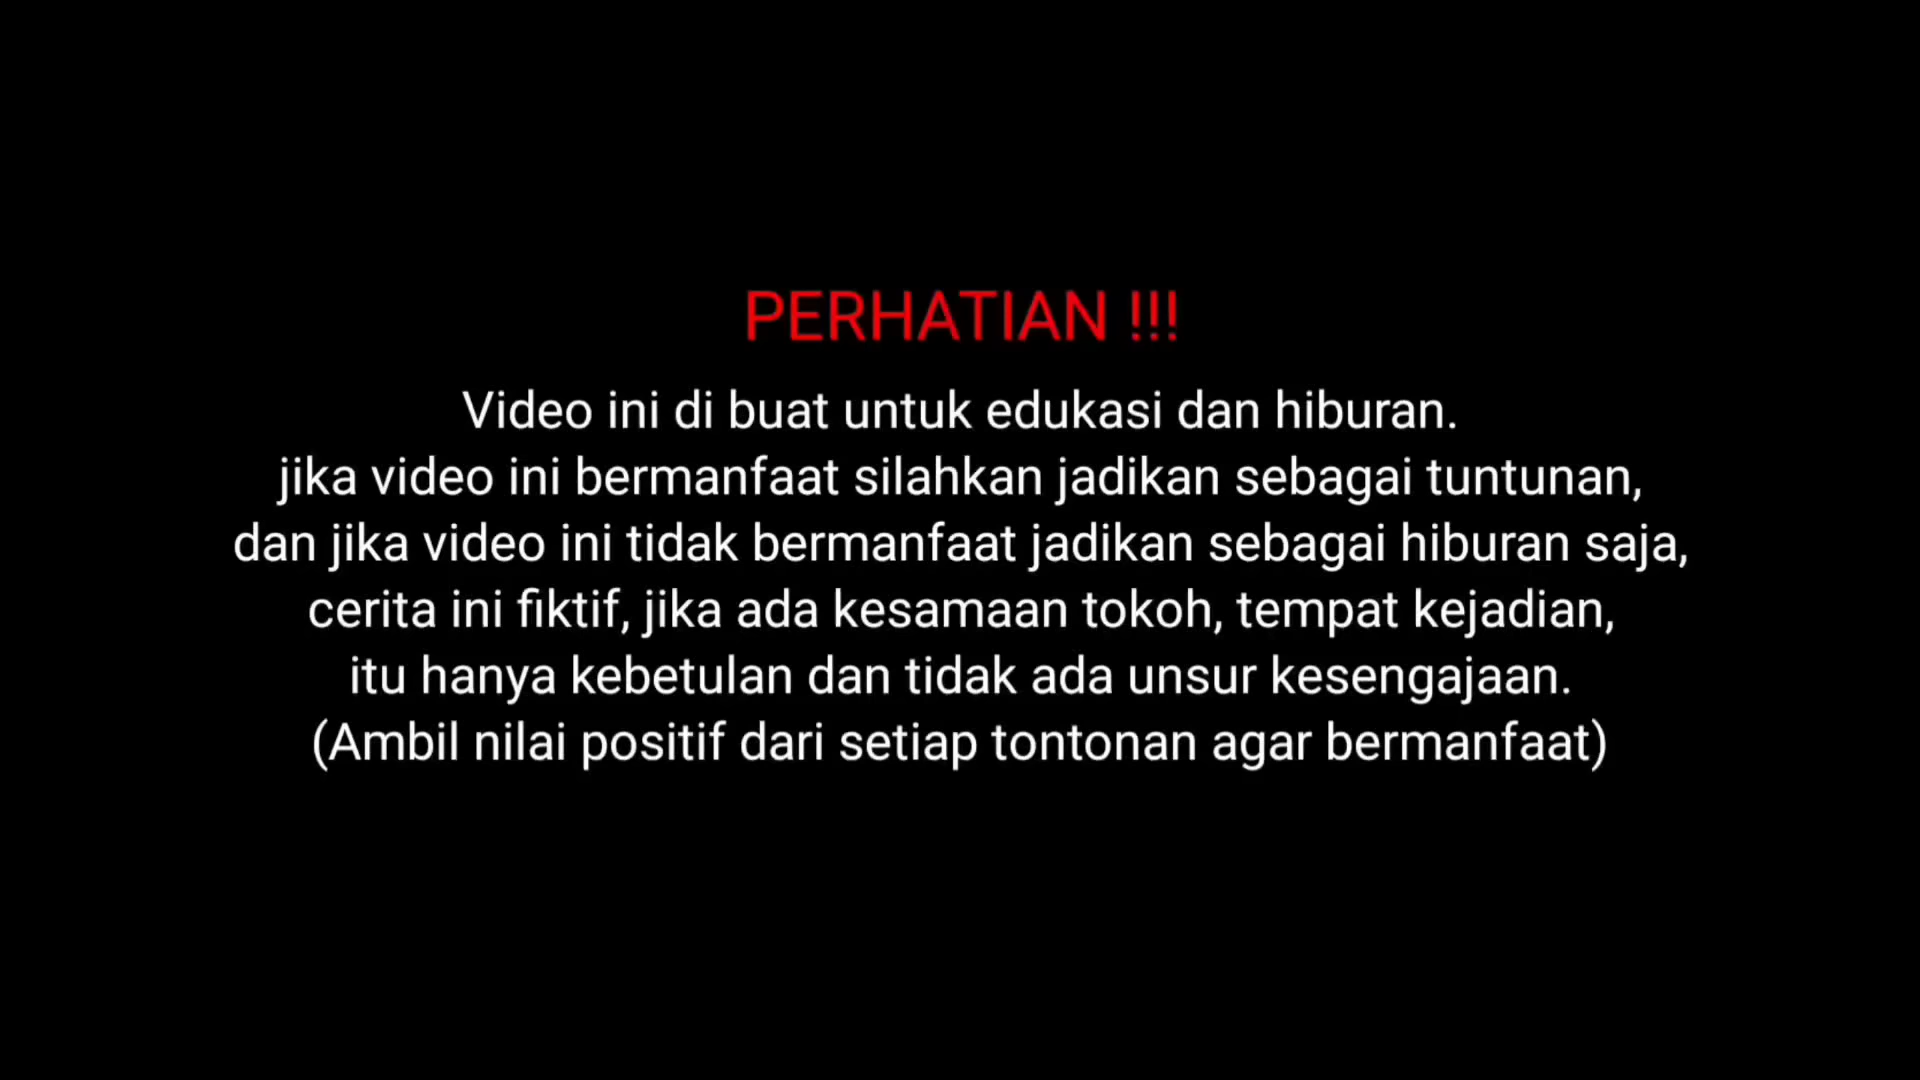 PERHATIAN !!!
Video ini di buat untuk edukasi dan hiburan.
jika video ini bermanfaat silahkan jadikan sebagai tuntunan,
dan jika video ini tidak bermanfaat jadikan sebagai hiburan saja,
cerita ini fiktif, jika ada kesamaan tokoh, tempat kejadian,
itu hanya kebetulan dan tidak ada unsur kesengajaan.
(Ambil nilai positif dari setiap tontonan agar bermanfaat)